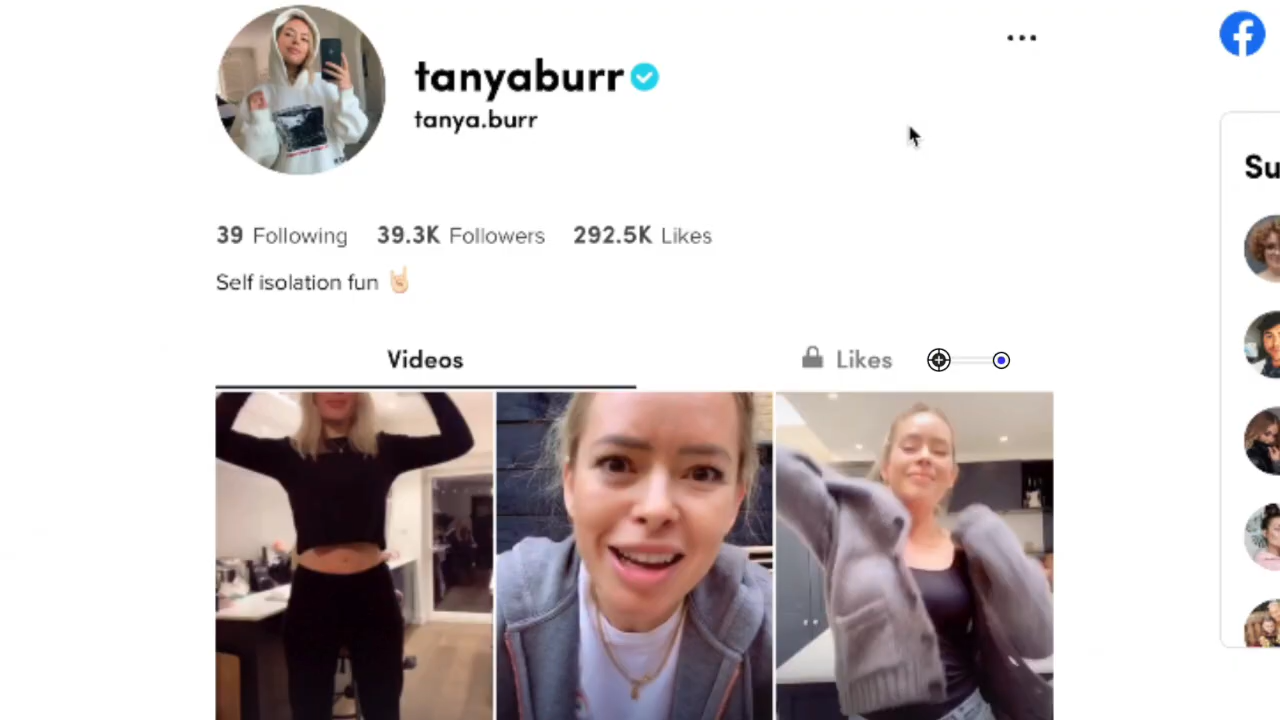 tanyaburr
tanya.burr
39 Following 39.3K Followers 292.5K Likes
Self isolation fun 🤘🏻
Videos Likes
Su